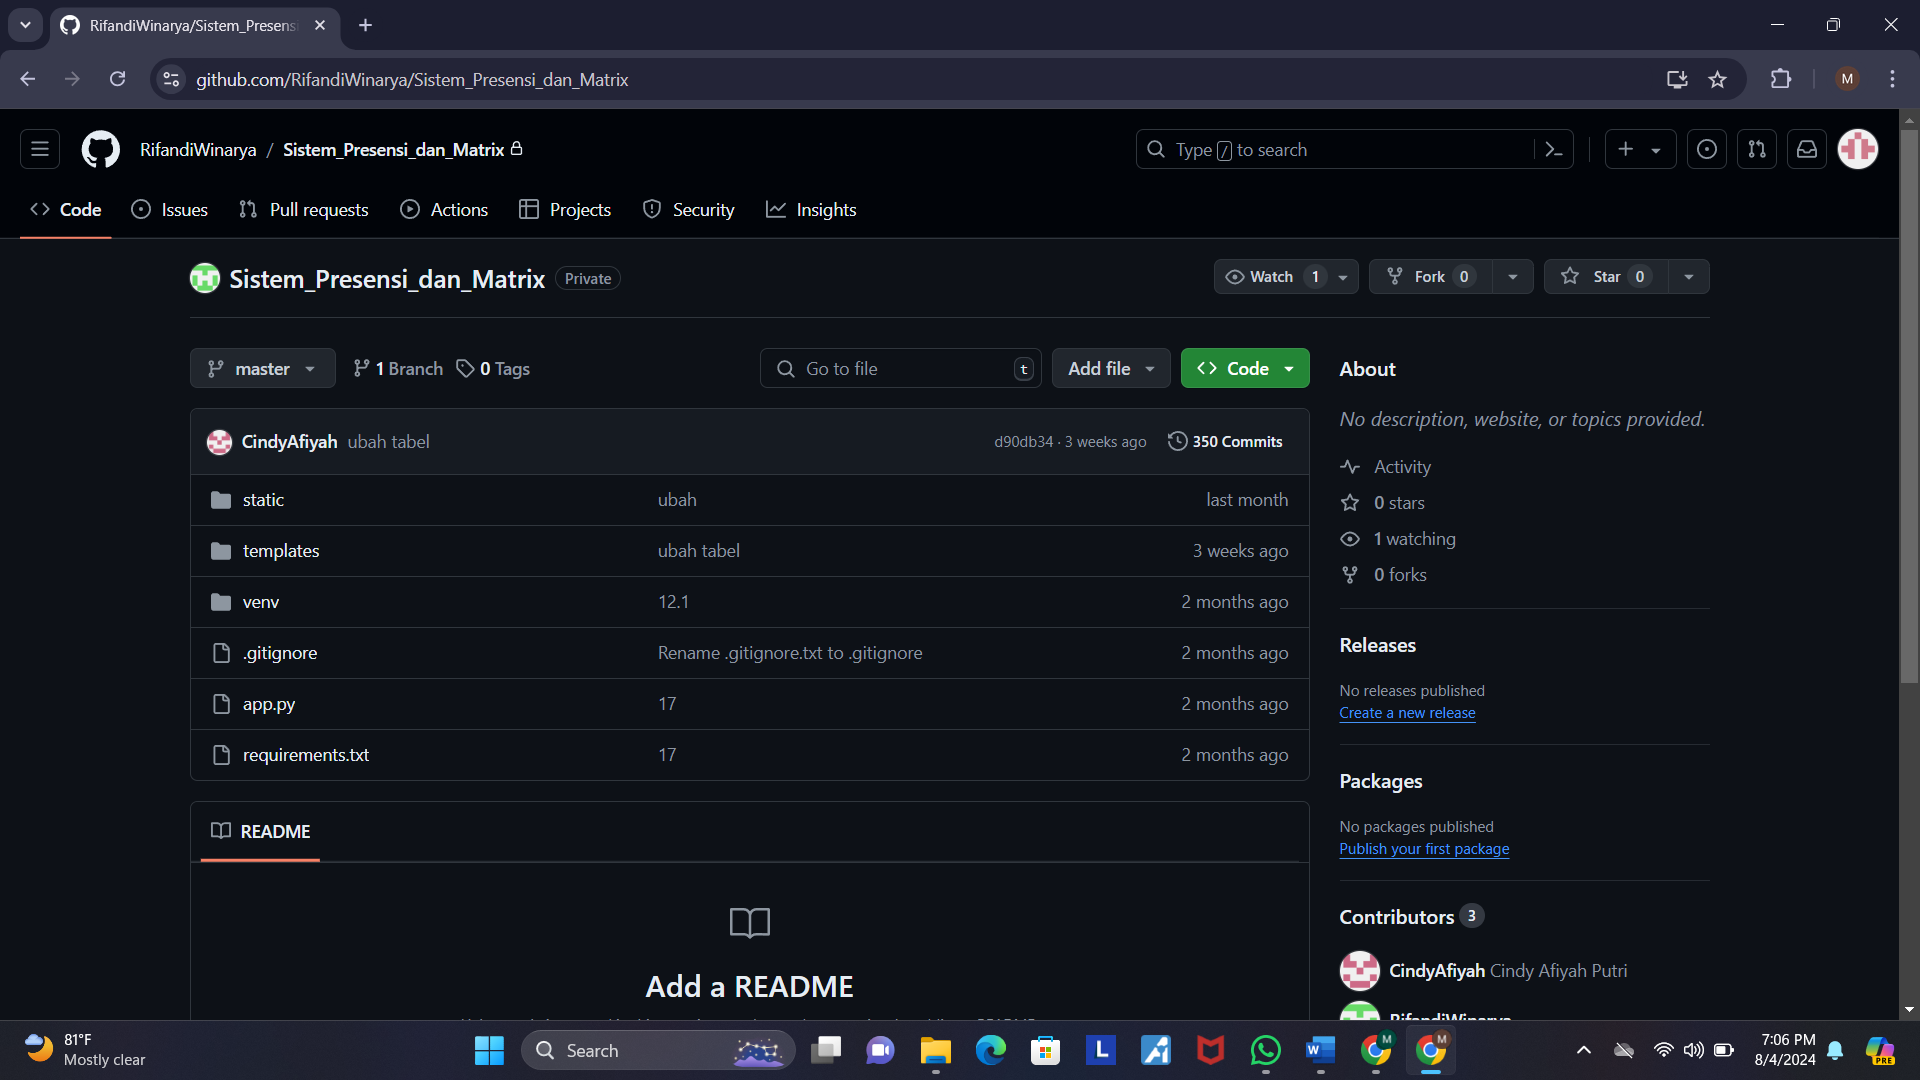 RifandiWinarya/Sistem_Presensi
github.com/RifandiWinarya/Sistem_Presensi_dan_Matrix
M
RifandiWinarya / Sistem_Presensi_dan_Matrix
Type / to search
Code Issues Pull requests Actions Projects Security Insights
Sistem_Presensi_dan_Matrix Private
Watch 1 Fork 0 Star 0
master 1 Branch 0 Tags
Go to file t Add file Code
CindyAfiyah ubah tabel d90db34 · 3 weeks ago 350 Commits
static ubah last month
templates ubah tabel 3 weeks ago
venv 12.1 2 months ago
.gitignore Rename .gitignore.txt to .gitignore 2 months ago
app.py 17 2 months ago
requirements.txt 17 2 months ago
README
Add a README
About
No description, website, or topics provided.
Activity
0 stars
1 watching
0 forks
Releases
No releases published
Create a new release
Packages
No packages published
Publish your first package
Contributors 3
CindyAfiyah Cindy Afiyah Putri
RifandiWinarya
81°F
Mostly clear
Search
L
W
M
M
7:06 PM
8/4/2024
PRE